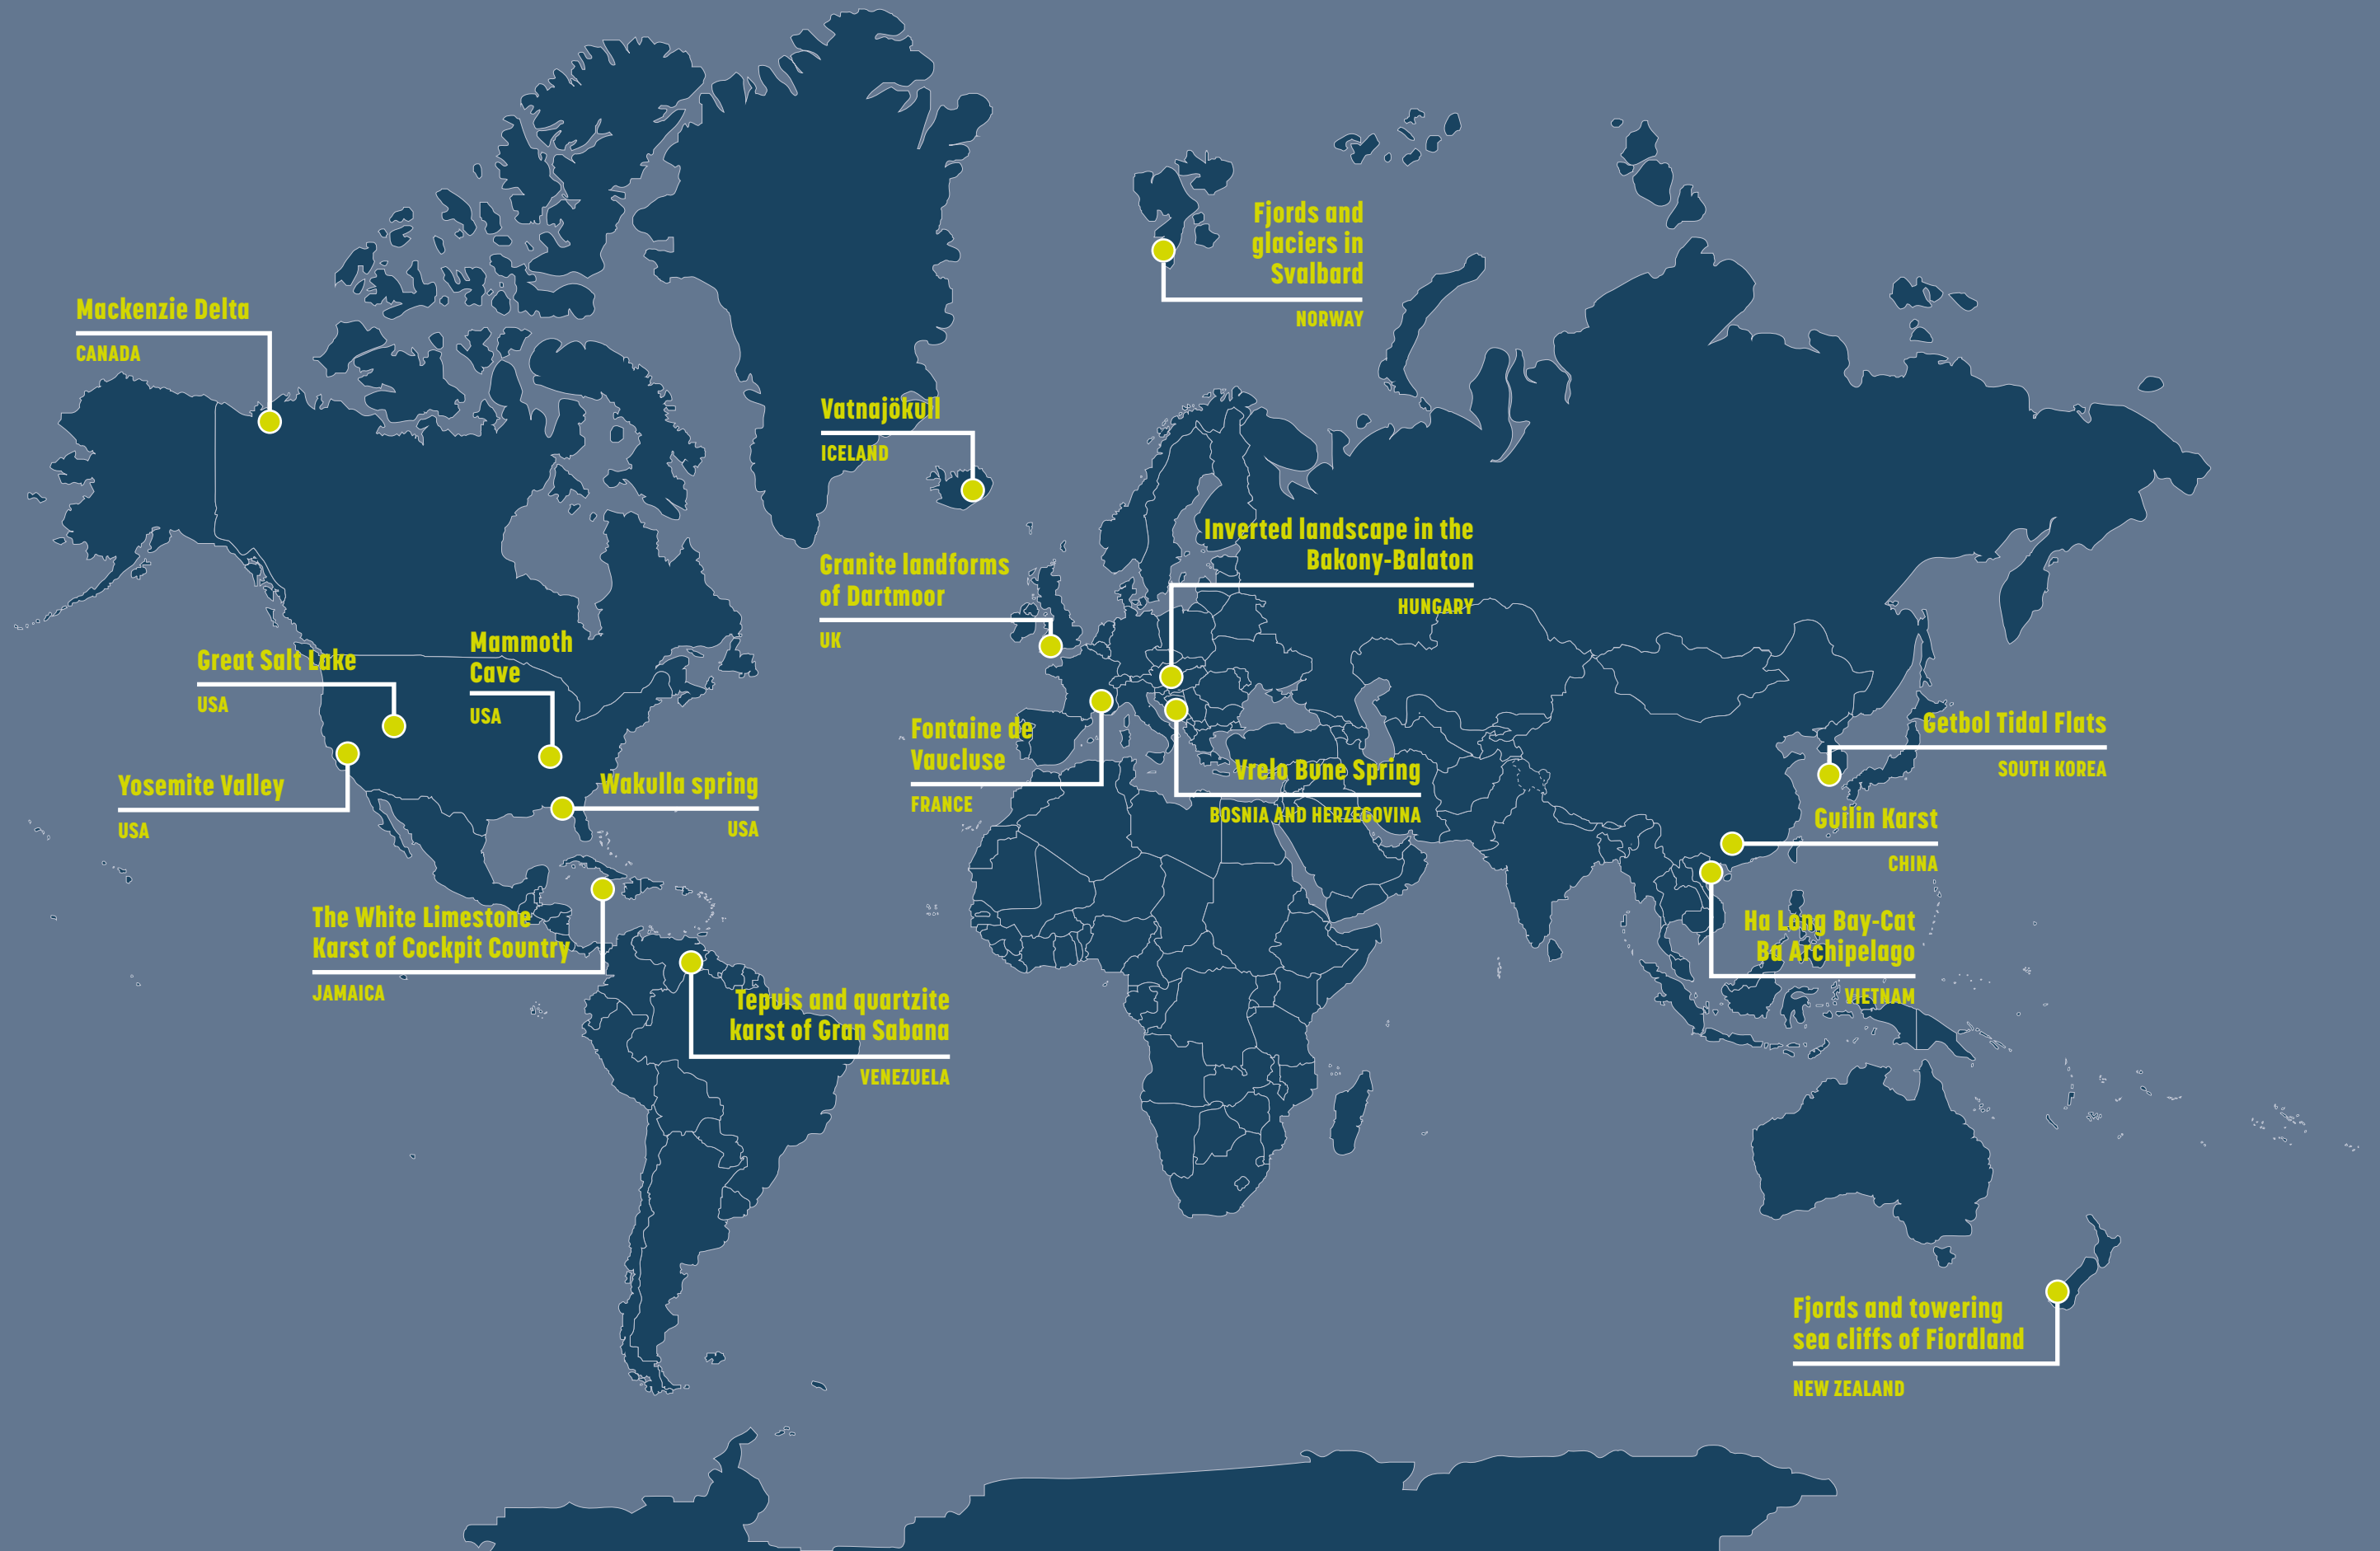 Fjords and
glaciers in
Svalbard
NORWAY
Mackenzie Delta
CANADA
Vatnajökull
ICELAND
Inverted landscape in the
Bakony-Balaton
HUNGARY
Granite landforms
of Dartmoor
UK
Great Salt Lake
USA
Mammoth
Cave
USA
Yosemite Valley
USA
Wakulla spring
USA
Fontaine de
Vaucluse
FRANCE
Vrelo Bune Spring
BOSNIA AND HERZEGOVINA
Getbol Tidal Flats
SOUTH KOREA
Guilin Karst
CHINA
The White Limestone
Karst of Cockpit Country
JAMAICA
Ha Long Bay-Cat
Ba Archipelago
VIETNAM
Tepuis and quartzite
karst of Gran Sabana
VENEZUELA
Fjords and towering
sea cliffs of Fiordland
NEW ZEALAND